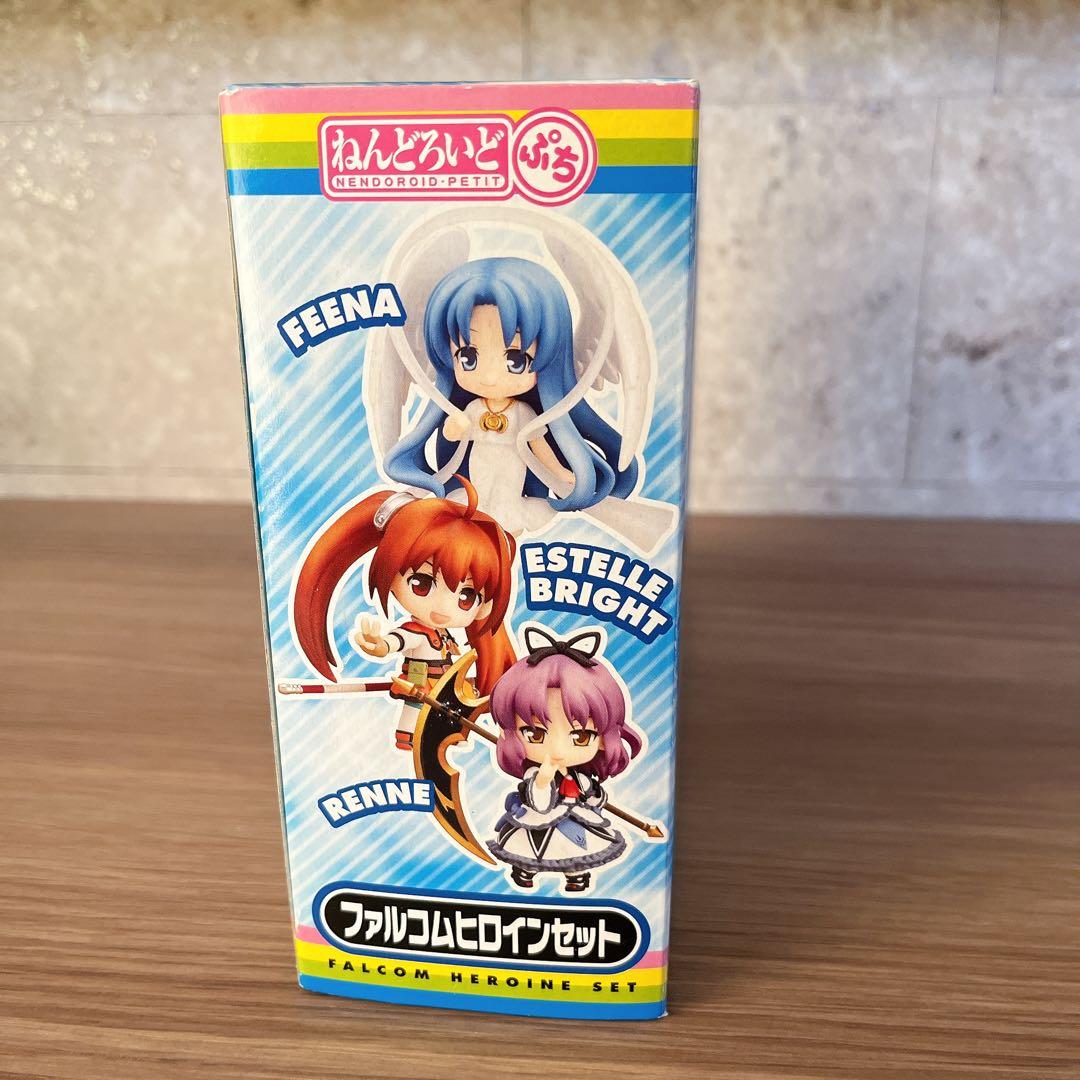 ねんどろいど
ぷち
NENDOROID-PETIT
FEENA
ESTELLE
BRIGHT
RENNE
ファルコムヒロインセット
FALCOM HEROINE SET